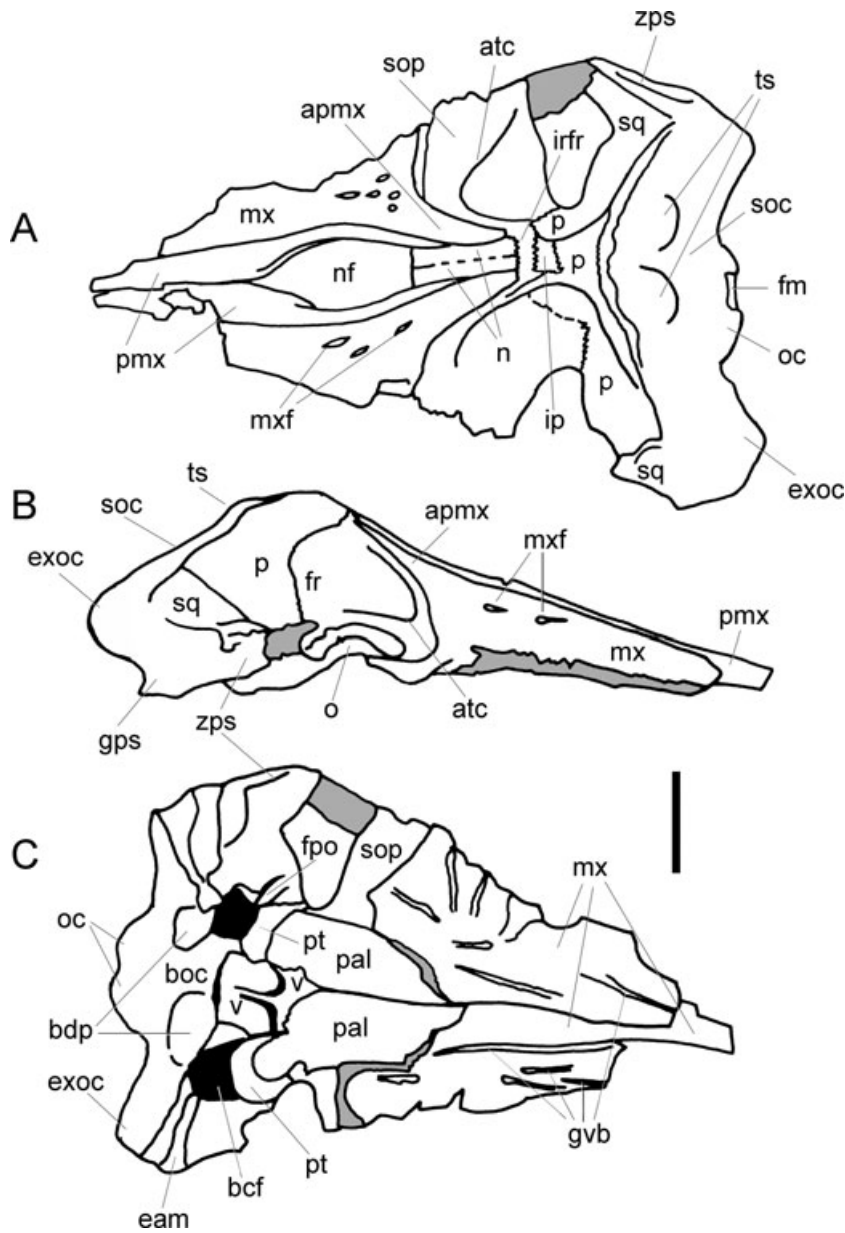 A
zps
atc
sop
ts
apmx
irfr
sq
mx
p
soc
p
nf
fm
pmx
n
oc
p
mxf
ip
sq
exoc
B
ts
soc
apmx
mxf
exoc
p
fr
sq
pmx
mx
o
atc
gps
zps
C
fpo
sop
mx
oc
pt
boc
pal
v
v
bdp
pal
exoc
gvb
pt
bcf
eam